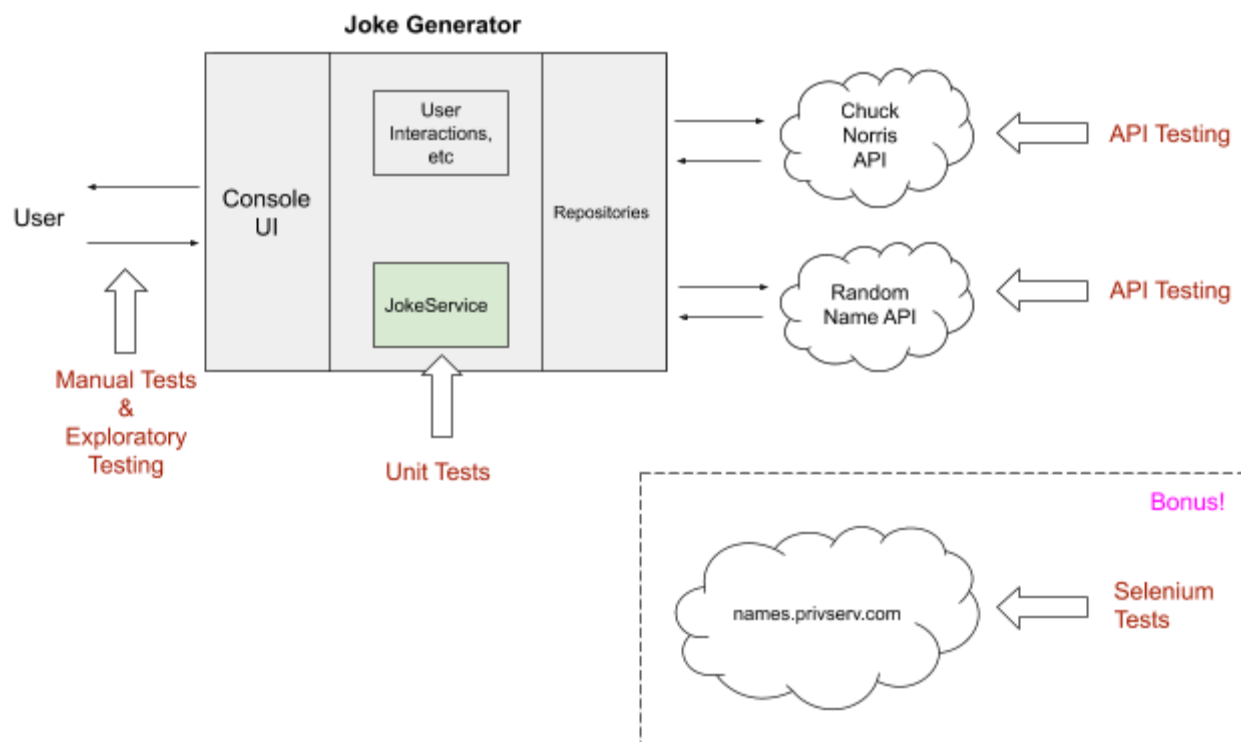 Joke Generator
User
Interactions,
etc
Chuck
Norris
API
API Testing
User
Console
UI
Repositories
JokeService
Random
Name API
API Testing
Manual Tests
&
Exploratory
Testing
Unit Tests
Bonus!
names.privserv.com
Selenium
Tests